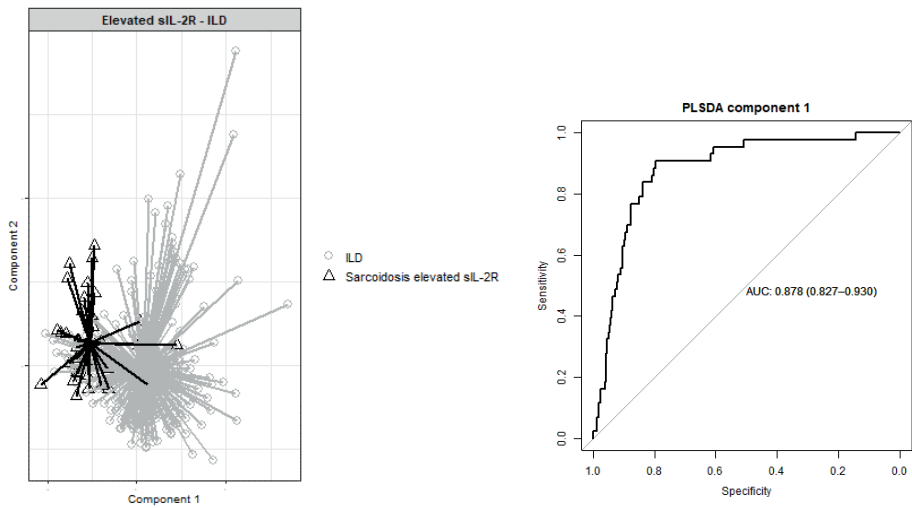 Elevated sIL-2R - ILD
Component 2
Component 1
ILD
Sarcoidosis elevated sIL-2R
PLSDA component 1
Sensitivity
1.0
0.8
0.6
0.4
0.2
0.0
AUC: 0.878 (0.827–0.930)
1.0 0.8 0.6 0.4 0.2 0.0
Specificity